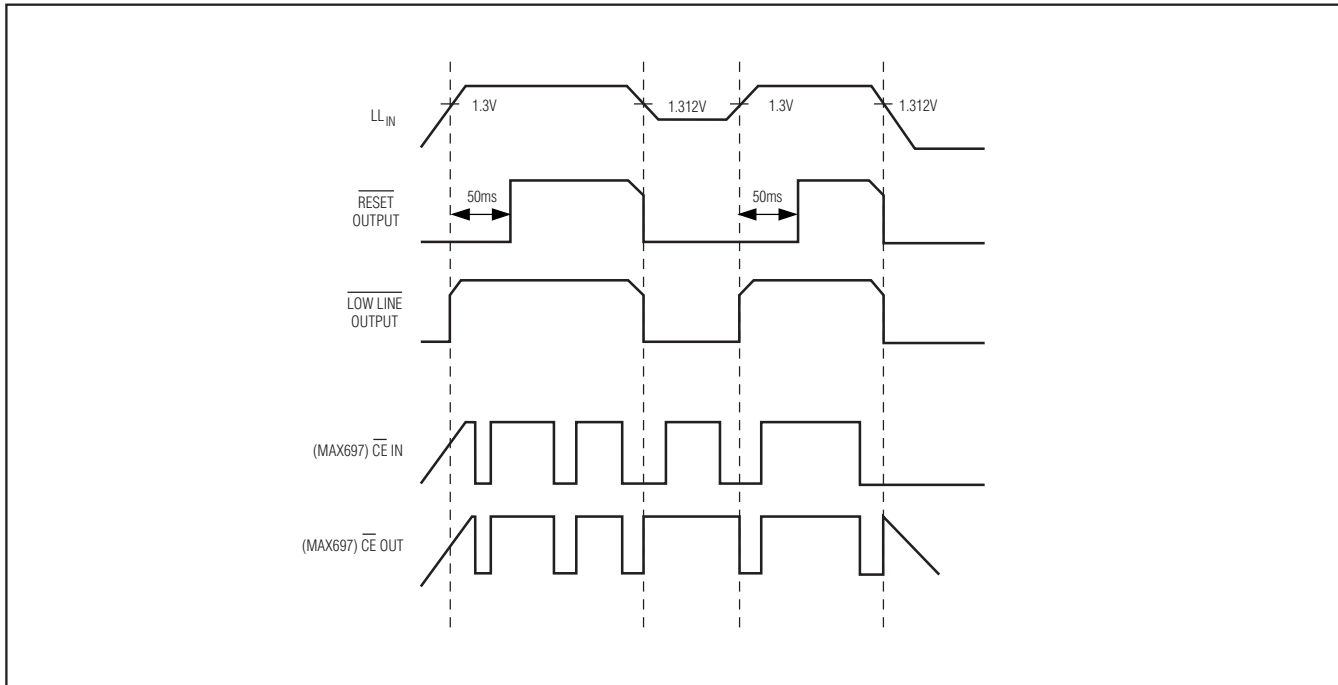 1.3V
1.312V
1.3V
1.312V
LL IN
RESET
OUTPUT
50ms
50ms
LOW LINE
OUTPUT
(MAX697) CE IN
(MAX697) CE OUT